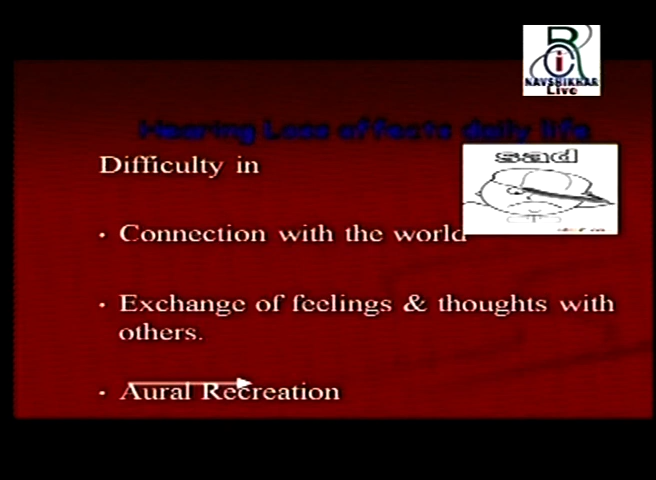 NAVSHIKHAR
Live
Hearing Loss affects daily life
sad
Difficulty in
• Connection with the world
• Exchange of feelings & thoughts with
others.
• Aural Recreation